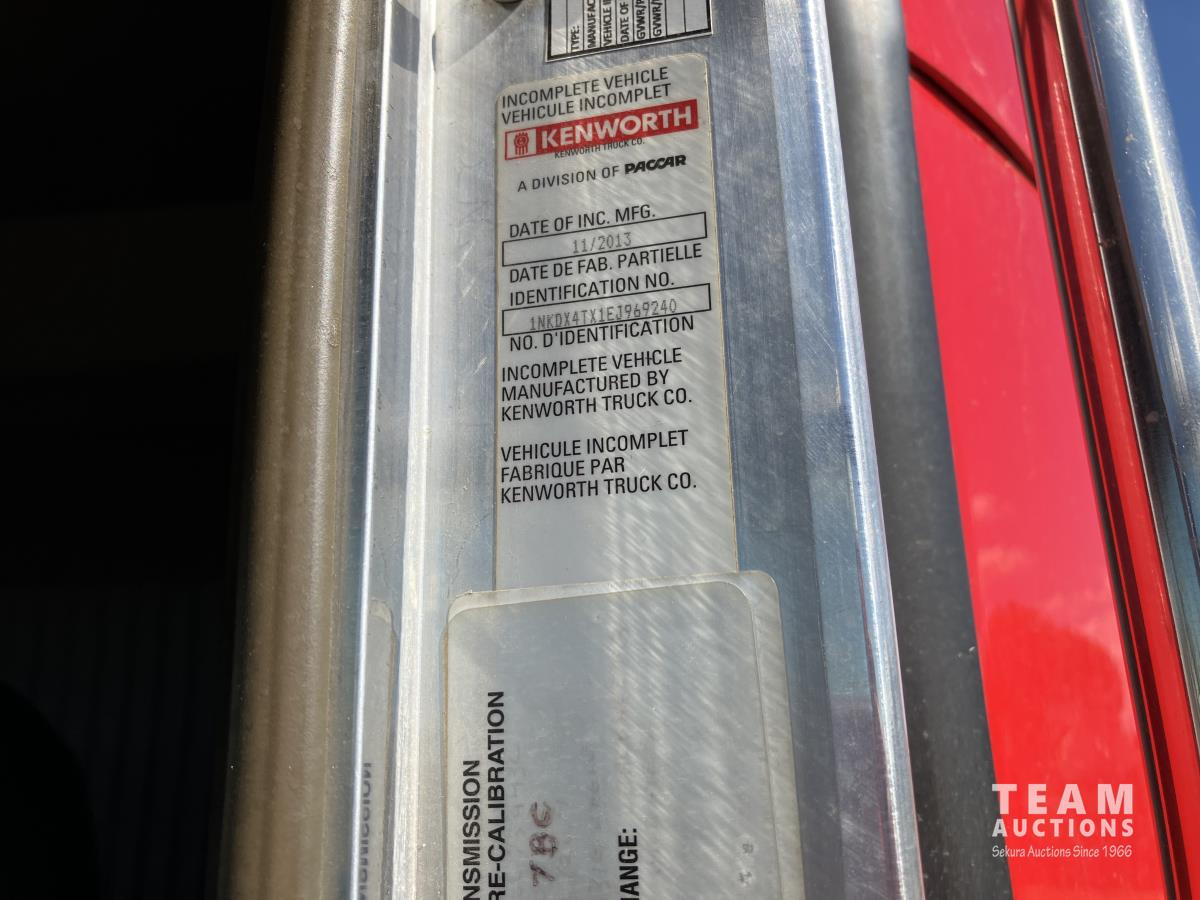 TYPE:
MANUFAC
VEHICLE I
DATE OF
GVWR/P
GVWR/
INCOMPLETE VEHICLE
VEHICULE INCOMPLET
KENWORTH
KENWORTH TRUCK CO.
A DIVISION OF PACCAR
DATE OF INC. MFG.
11/2013
DATE DE FAB. PARTIELLE
IDENTIFICATION NO.
1NKDX4TX1EJ969240
NO. D'IDENTIFICATION
INCOMPLETE VEHICLE
MANUFACTURED BY
KENWORTH TRUCK CO.
VEHICULE INCOMPLET
FABRIQUE PAR
KENWORTH TRUCK CO.
NSMISSION
RE-CALIBRATION
ANGE:
TEAM
AUCTIONS
Sekura Auctions Since 1966